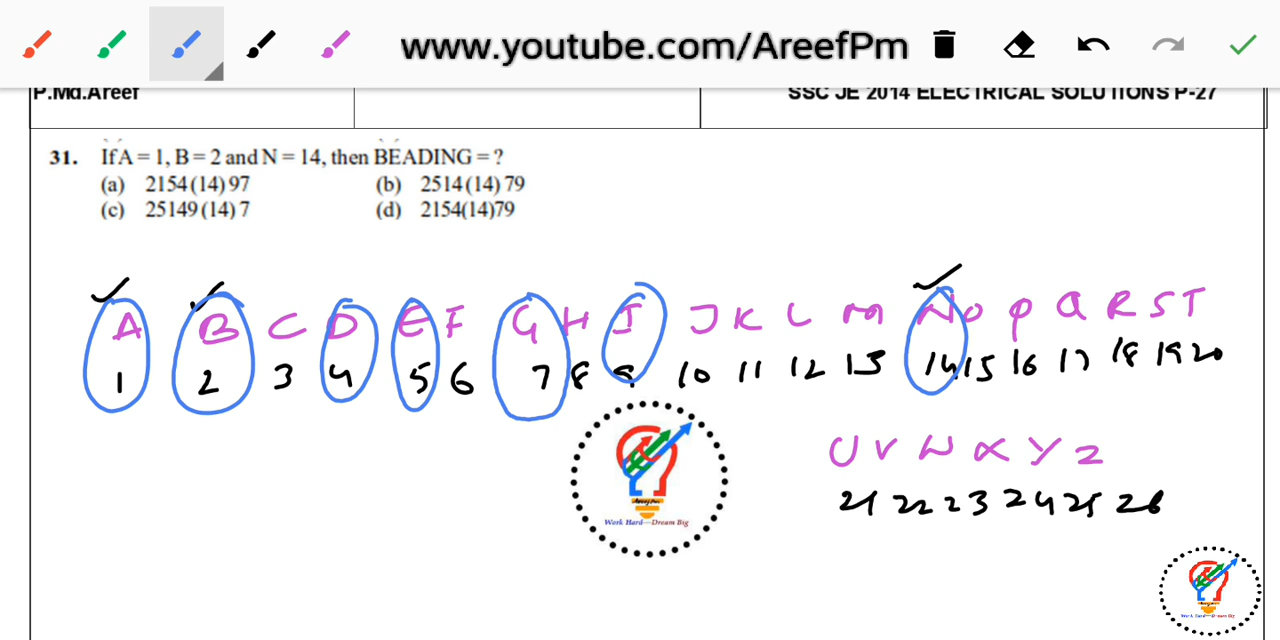 www.youtube.com/AreefPm
P.Md.Areef SSC JE 2014 ELECTRICAL SOLUTIONS P-27
31. If A = 1, B = 2 and N = 14, then BEADING = ?
(a) 2154(14)97 (b) 2514(14)79
(c) 25149(14)7 (d) 2154(14)79
A B C D E F G H I J K L M N O P Q R S T
1 2 3 4 5 6 7 8 9 10 11 12 13 14 15 16 17 18 19 20
U V W X Y Z
21 22 23 24 25 26
Work Hard—Dream Big